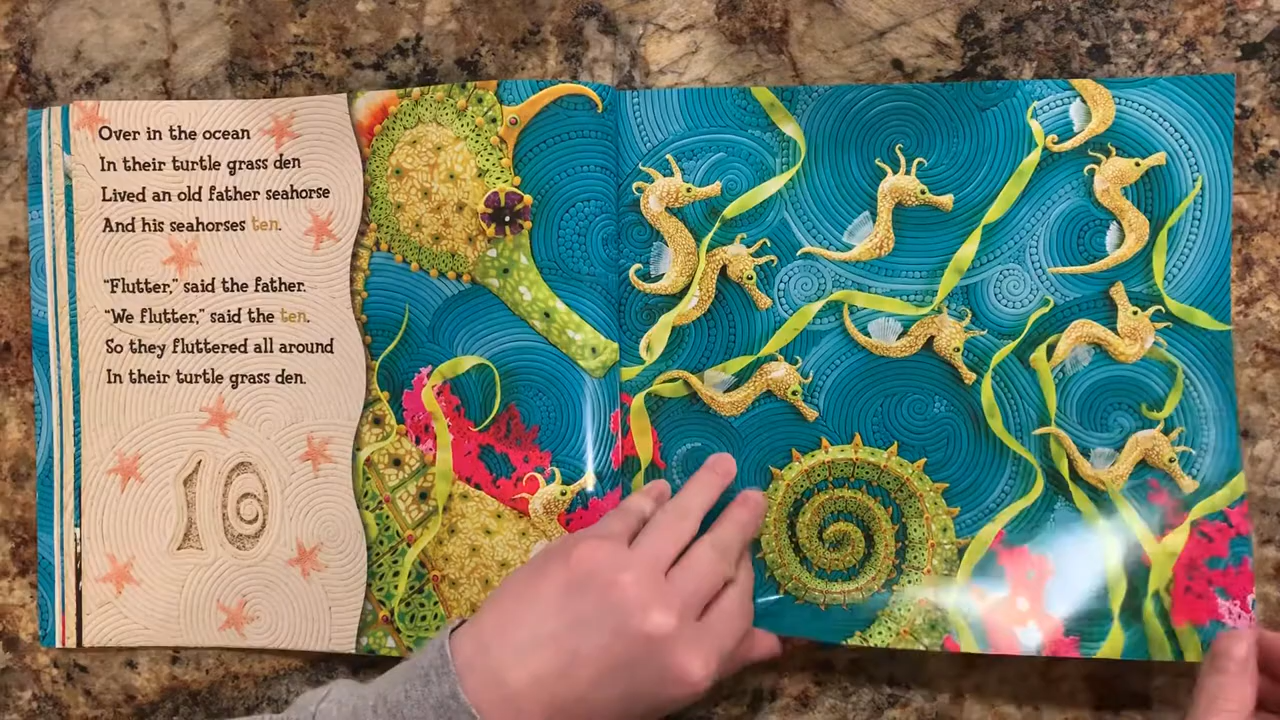 Over in the ocean
In their turtle grass den
Lived an old father seahorse
And his seahorses ten.
“Flutter,” said the father.
“We flutter,” said the ten.
So they fluttered all around
In their turtle grass den.
10